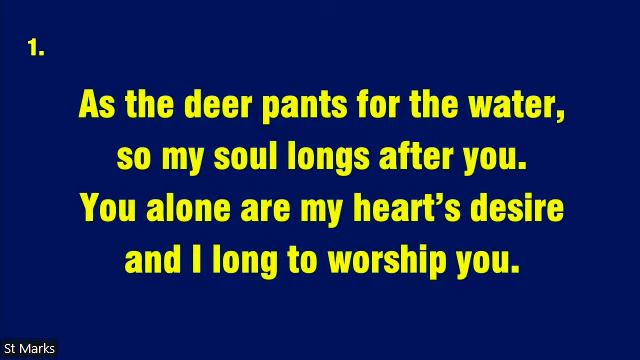 1.
As the deer pants for the water,
so my soul longs after you.
You alone are my heart’s desire
and I long to worship you.
St Marks